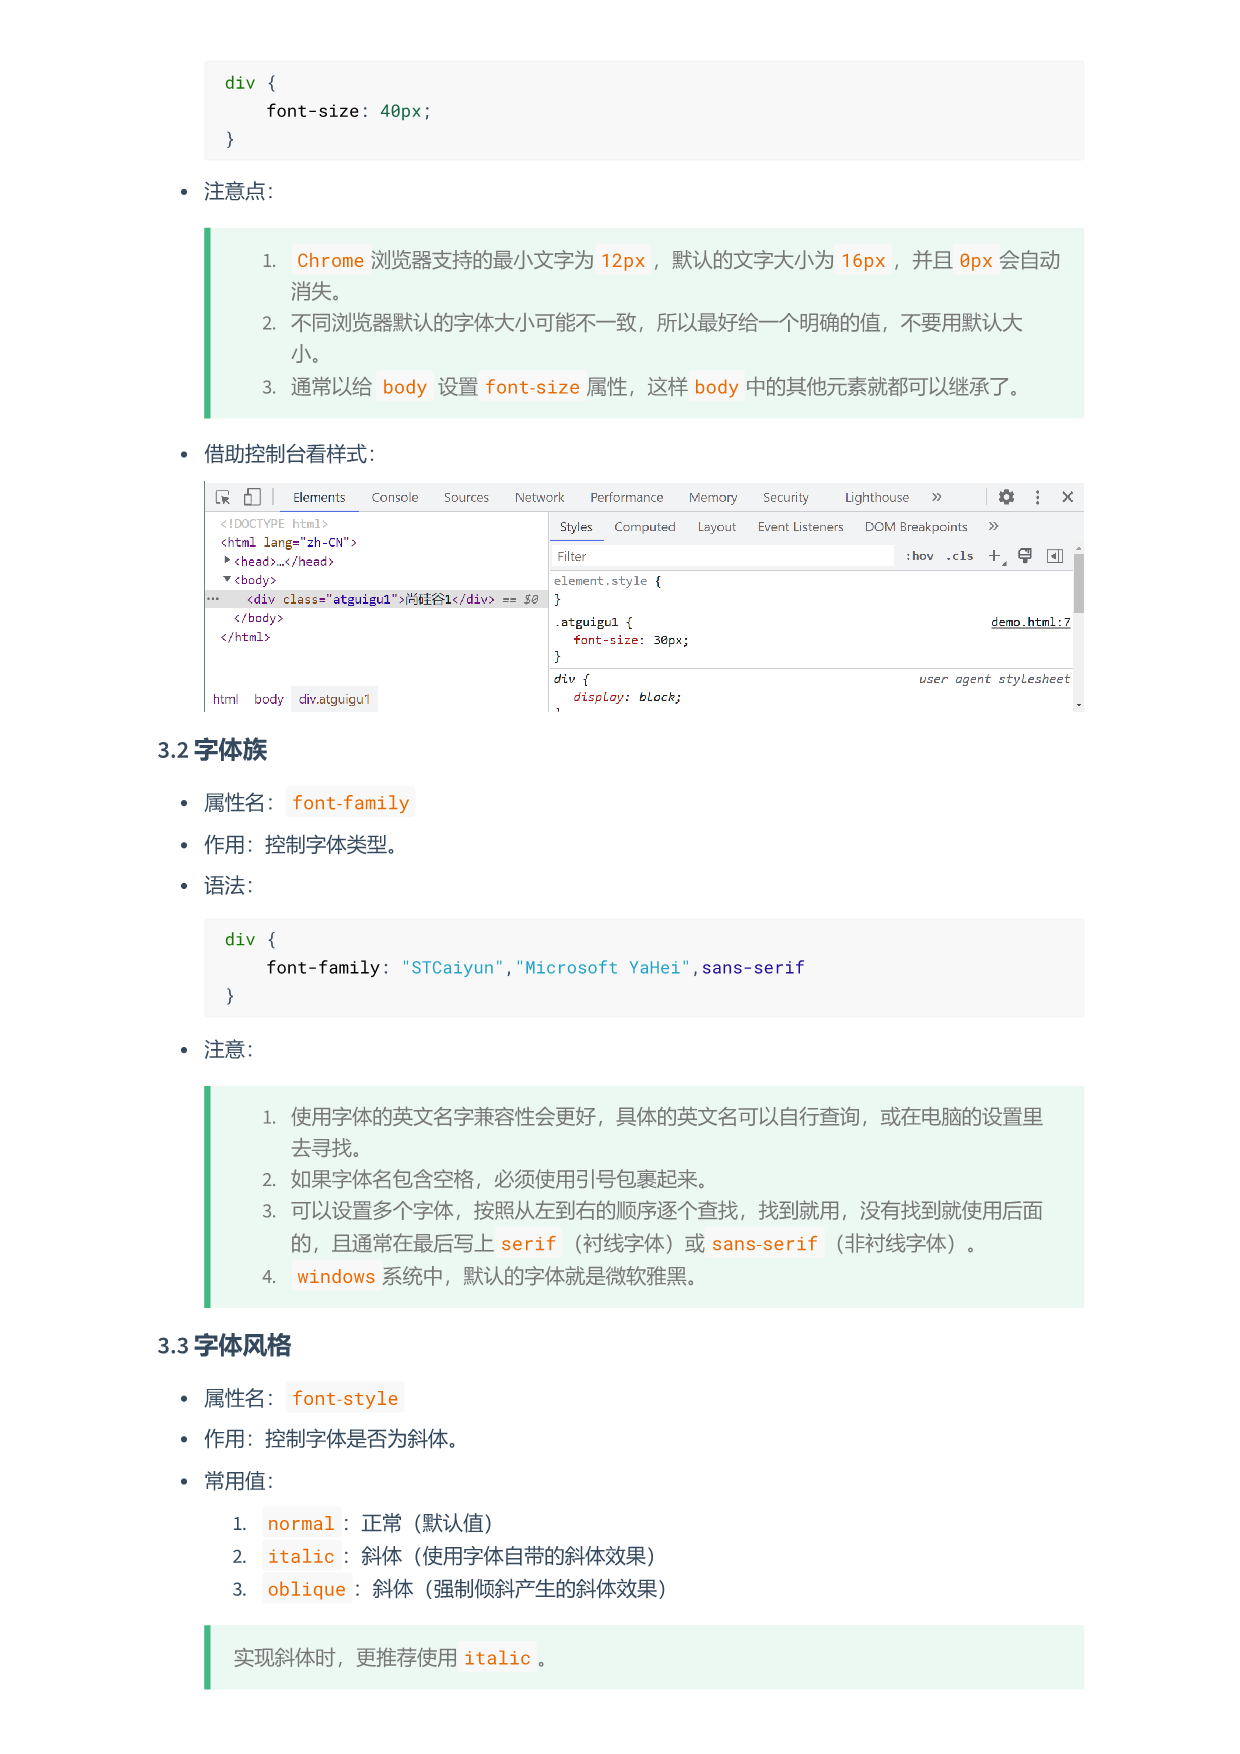 div {
    font-size: 40px;
}
• 注意点：
1. Chrome 浏览器支持的最小文字为 12px ，默认的文字大小为 16px ，并且 0px 会自动
消失。
2. 不同浏览器默认的字体大小可能不一致，所以最好给一个明确的值，不要用默认大
小。
3. 通常以给 body 设置 font-size 属性，这样 body 中的其他元素就都可以继承了。
• 借助控制台看样式：
Elements Console Sources Network Performance Memory Security Lighthouse »
<!DOCTYPE html>
<html lang="zh-CN">
<head>…</head>
<body>
··· <div class="atguigu1">尚硅谷1</div> == $0
</body>
</html>
html body div.atguigu1
Styles Computed Layout Event Listeners DOM Breakpoints »
Filter :hov .cls +
element.style {
}
.atguigu1 { demo.html:7
font-size: 30px;
}
div { user agent stylesheet
display: block;
3.2 字体族
• 属性名： font-family
• 作用：控制字体类型。
• 语法：
div {
    font-family: "STCaiyun","Microsoft YaHei",sans-serif
}
• 注意：
1. 使用字体的英文名字兼容性会更好，具体的英文名可以自行查询，或在电脑的设置里
去寻找。
2. 如果字体名包含空格，必须使用引号包裹起来。
3. 可以设置多个字体，按照从左到右的顺序逐个查找，找到就用，没有找到就使用后面
的，且通常在最后写上 serif （衬线字体）或 sans-serif （非衬线字体）。
4. windows 系统中，默认的字体就是微软雅黑。
3.3 字体风格
• 属性名： font-style
• 作用：控制字体是否为斜体。
• 常用值：
1. normal ：正常（默认值）
2. italic ：斜体（使用字体自带的斜体效果）
3. oblique ：斜体（强制倾斜产生的斜体效果）
实现斜体时，更推荐使用 italic 。